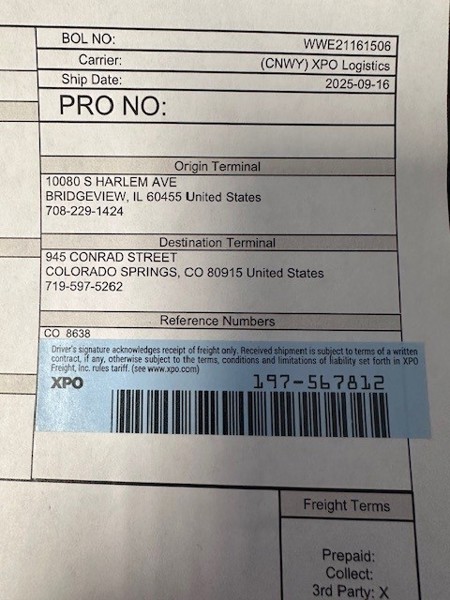 BOL NO: WWE21161506
Carrier: (CNWY) XPO Logistics
Ship Date: 2025-09-16
PRO NO:
Origin Terminal
10080 S HARLEM AVE
BRIDGEVIEW, IL 60455 United States
708-229-1424
Destination Terminal
945 CONRAD STREET
COLORADO SPRINGS, CO 80915 United States
719-597-5262
Reference Numbers
CO 8638
Driver's signature acknowledges receipt of freight only. Received shipment is subject to terms of a written
contract, if any, otherwise subject to the terms, conditions and limitations of liability set forth in XPO
Freight, Inc. rules tariff. (see www.xpo.com)
XPO 197-567812
Freight Terms
Prepaid:
Collect:
3rd Party: X